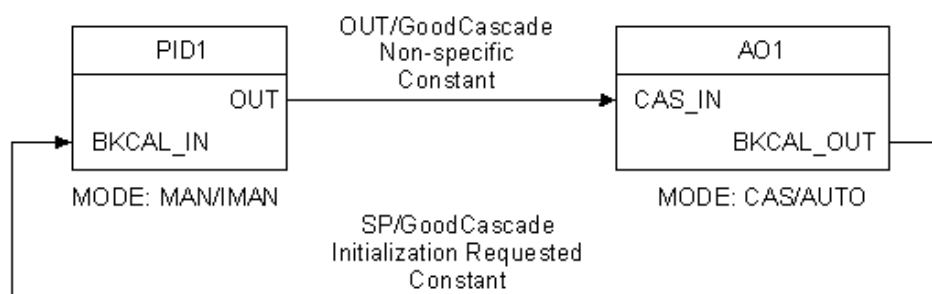 OUT/GoodCascade
Non-specific
Constant
PID1
OUT
BKCAL_IN
MODE: MAN/IMAN
AO1
CAS_IN
BKCAL_OUT
MODE: CAS/AUTO
SP/GoodCascade
Initialization Requested
Constant